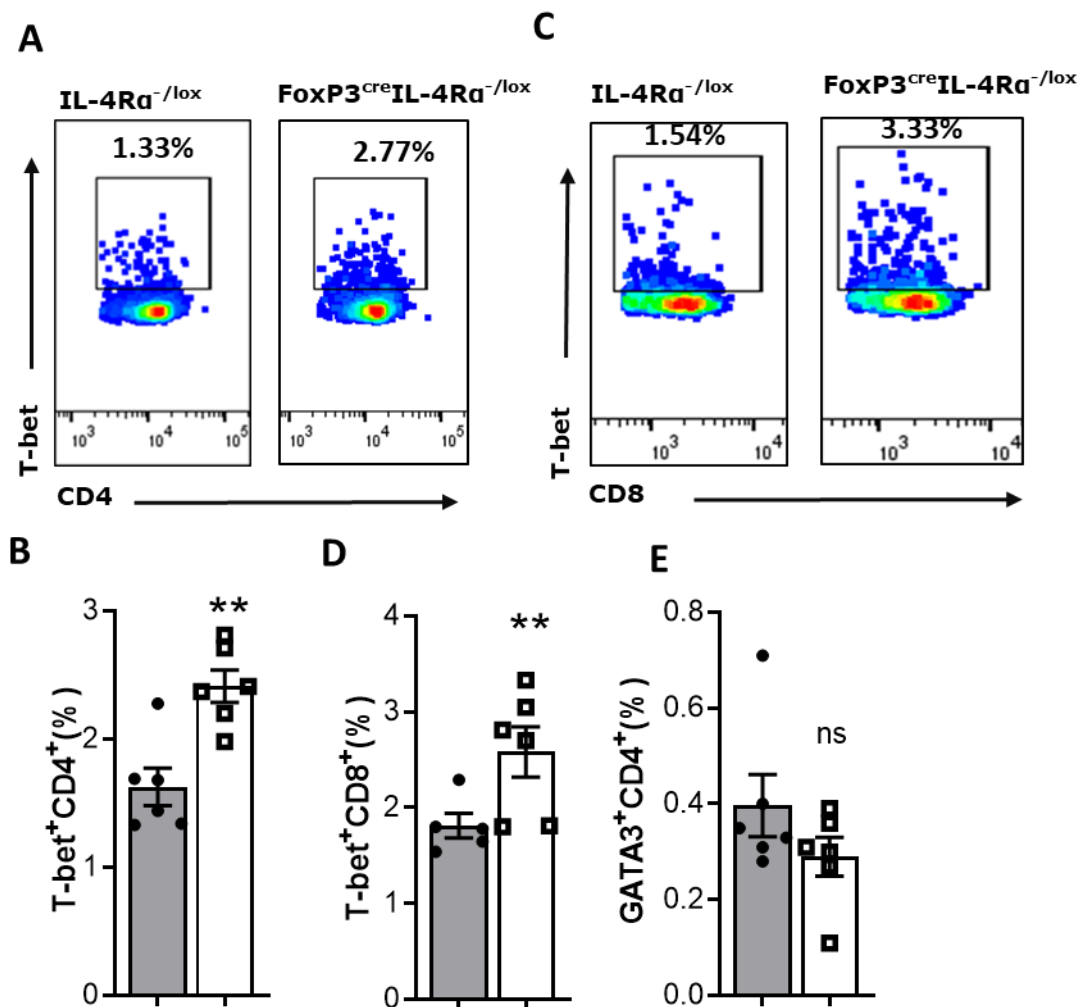 A
IL-4Rα⁻/ˡᵒˣ
FoxP3ᶜʳᵉIL-4Rα⁻/ˡᵒˣ
1.33%
2.77%
T-bet
10³ 10⁴ 10⁵
10³ 10⁴ 10⁵
CD4
C
IL-4Rα⁻/ˡᵒˣ
FoxP3ᶜʳᵉIL-4Rα⁻/ˡᵒˣ
1.54%
3.33%
T-bet
10³ 10⁴
10³ 10⁴
CD8
B
T-bet⁺CD4⁺(%)
3
2
1
0
**
D
T-bet⁺CD8⁺(%)
4
3
2
1
0
**
E
GATA3⁺CD4⁺(%)
0.8
0.6
0.4
0.2
0.0
ns